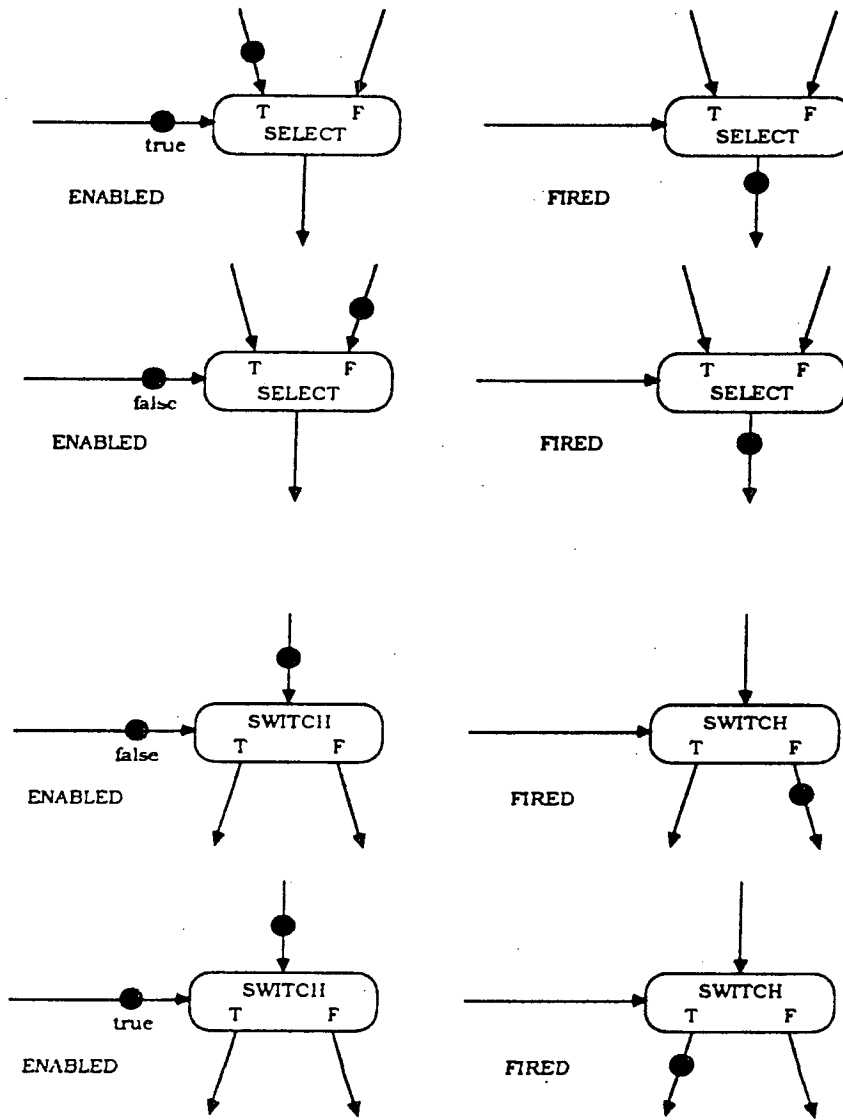 T F
SELECT
true
ENABLED
T F
SELECT
FIRED
T F
SELECT
false
ENABLED
T F
SELECT
FIRED
SWITCH
T F
false
ENABLED
SWITCH
T F
FIRED
SWITCH
T F
true
ENABLED
SWITCH
T F
FIRED